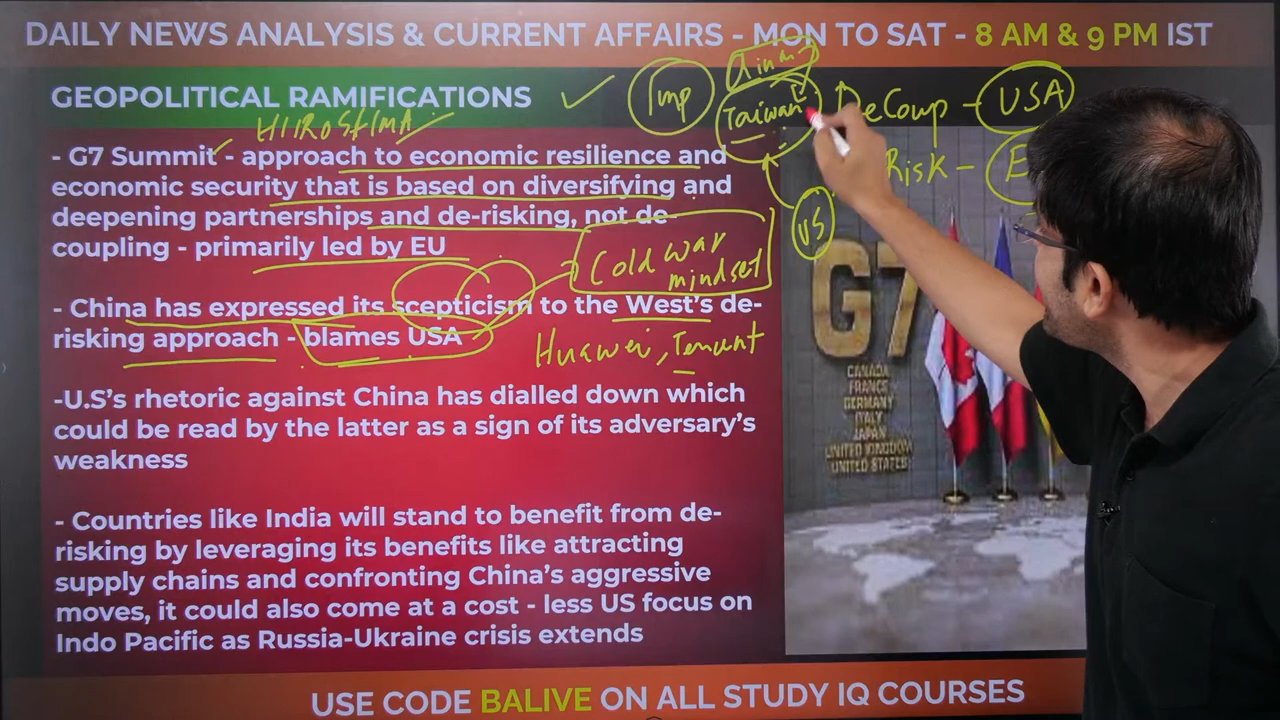 DAILY NEWS ANALYSIS & CURRENT AFFAIRS - MON TO SAT - 8 AM & 9 PM IST
GEOPOLITICAL RAMIFICATIONS
Imp
China
Taiwan
DeCoup - USA
Risk - E
US
HIROSHIMA
- G7 Summit - approach to economic resilience and
economic security that is based on diversifying and
deepening partnerships and de-risking, not de-
coupling - primarily led by EU
Cold war
mindset
- China has expressed its scepticism to the West's de-
risking approach - blames USA
Huawei,
-U.S's rhetoric against China has dialled down which
could be read by the latter as a sign of its adversary's
weakness
- Countries like India will stand to benefit from de-
risking by leveraging its benefits like attracting
supply chains and confronting China's aggressive
moves, it could also come at a cost - less US focus on
Indo Pacific as Russia-Ukraine crisis extends
G7
CANADA
FRANCE
GERMANY
ITALY
JAPAN
UNITED KINGDOM
UNITED STATES
USE CODE BALIVE ON ALL STUDY IQ COURSES